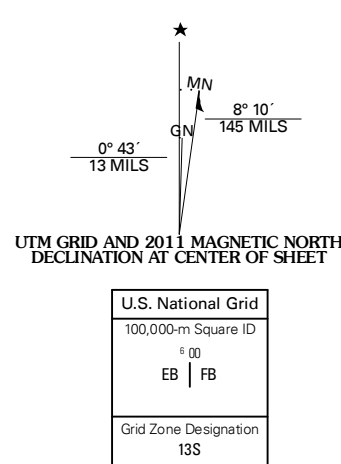 ★
MN
GN
8° 10´
145 MILS
0° 43´
13 MILS
UTM GRID AND 2011 MAGNETIC NORTH
DECLINATION AT CENTER OF SHEET
U.S. National Grid
100,000-m Square ID
6 00
EB FB
Grid Zone Designation
13S